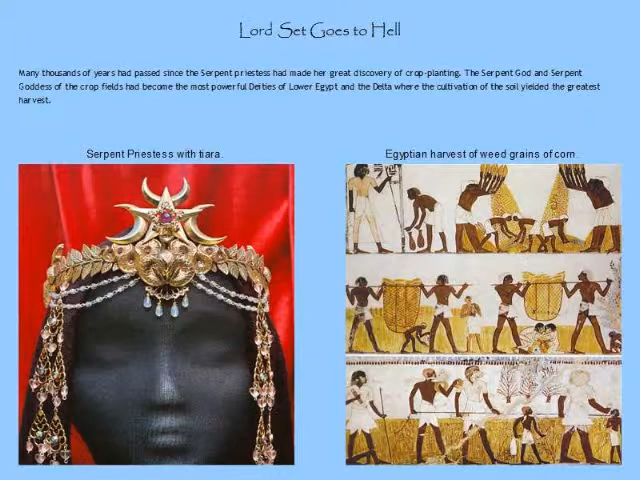 Lord Set Goes to Hell
Many thousands of years had passed since the Serpent priestess had made her great discovery of crop-planting. The Serpent God and Serpent
Goddess of the crop fields had become the most powerful Deities of Lower Egypt and the Delta where the cultivation of the soil yielded the greatest
harvest.
Serpent Priestess with tiara.
Egyptian harvest of weed grains of corn.